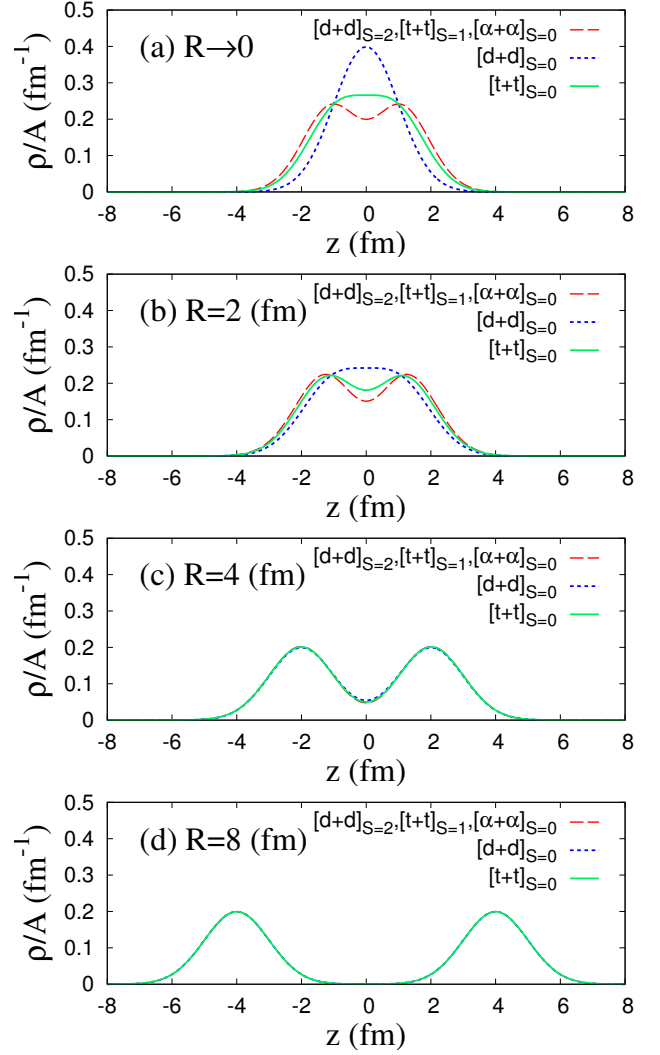 0.5
[d+d]S=2,[t+t]S=1,[α+α]S=0
(a) R→0
[d+d]S=0
0.4
[t+t]S=0
0.3
0.2
0.1
0
ρ/A (fm-1)
-8 -6 -4 -2 0 2 4 6 8
z (fm)
0.5
[d+d]S=2,[t+t]S=1,[α+α]S=0
(b) R=2 (fm)
[d+d]S=0
0.4
[t+t]S=0
0.3
0.2
0.1
0
ρ/A (fm-1)
-8 -6 -4 -2 0 2 4 6 8
z (fm)
0.5
[d+d]S=2,[t+t]S=1,[α+α]S=0
(c) R=4 (fm)
[d+d]S=0
0.4
[t+t]S=0
0.3
0.2
0.1
0
ρ/A (fm-1)
-8 -6 -4 -2 0 2 4 6 8
z (fm)
0.5
[d+d]S=2,[t+t]S=1,[α+α]S=0
(d) R=8 (fm)
[d+d]S=0
0.4
[t+t]S=0
0.3
0.2
0.1
0
ρ/A (fm-1)
-8 -6 -4 -2 0 2 4 6 8
z (fm)